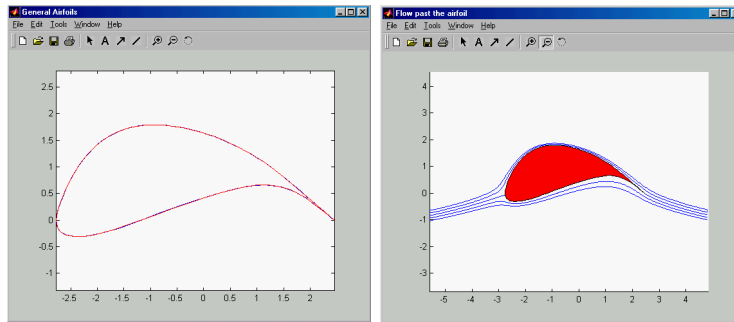 General Airfoils
File Edit Tools Window Help
2.5
2
1.5
1
0.5
0
-0.5
-1
-2.5 -2 -1.5 -1 -0.5 0 0.5 1 1.5 2
Flow past the airfoil
File Edit Tools Window Help
4
3
2
1
0
-1
-2
-3
-5 -4 -3 -2 -1 0 1 2 3 4